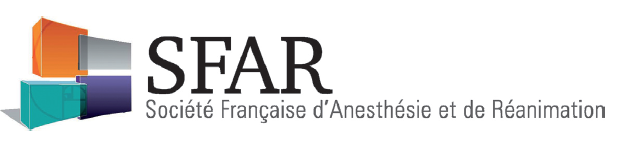 SFAR
Société Française d'Anesthésie et de Réanimation